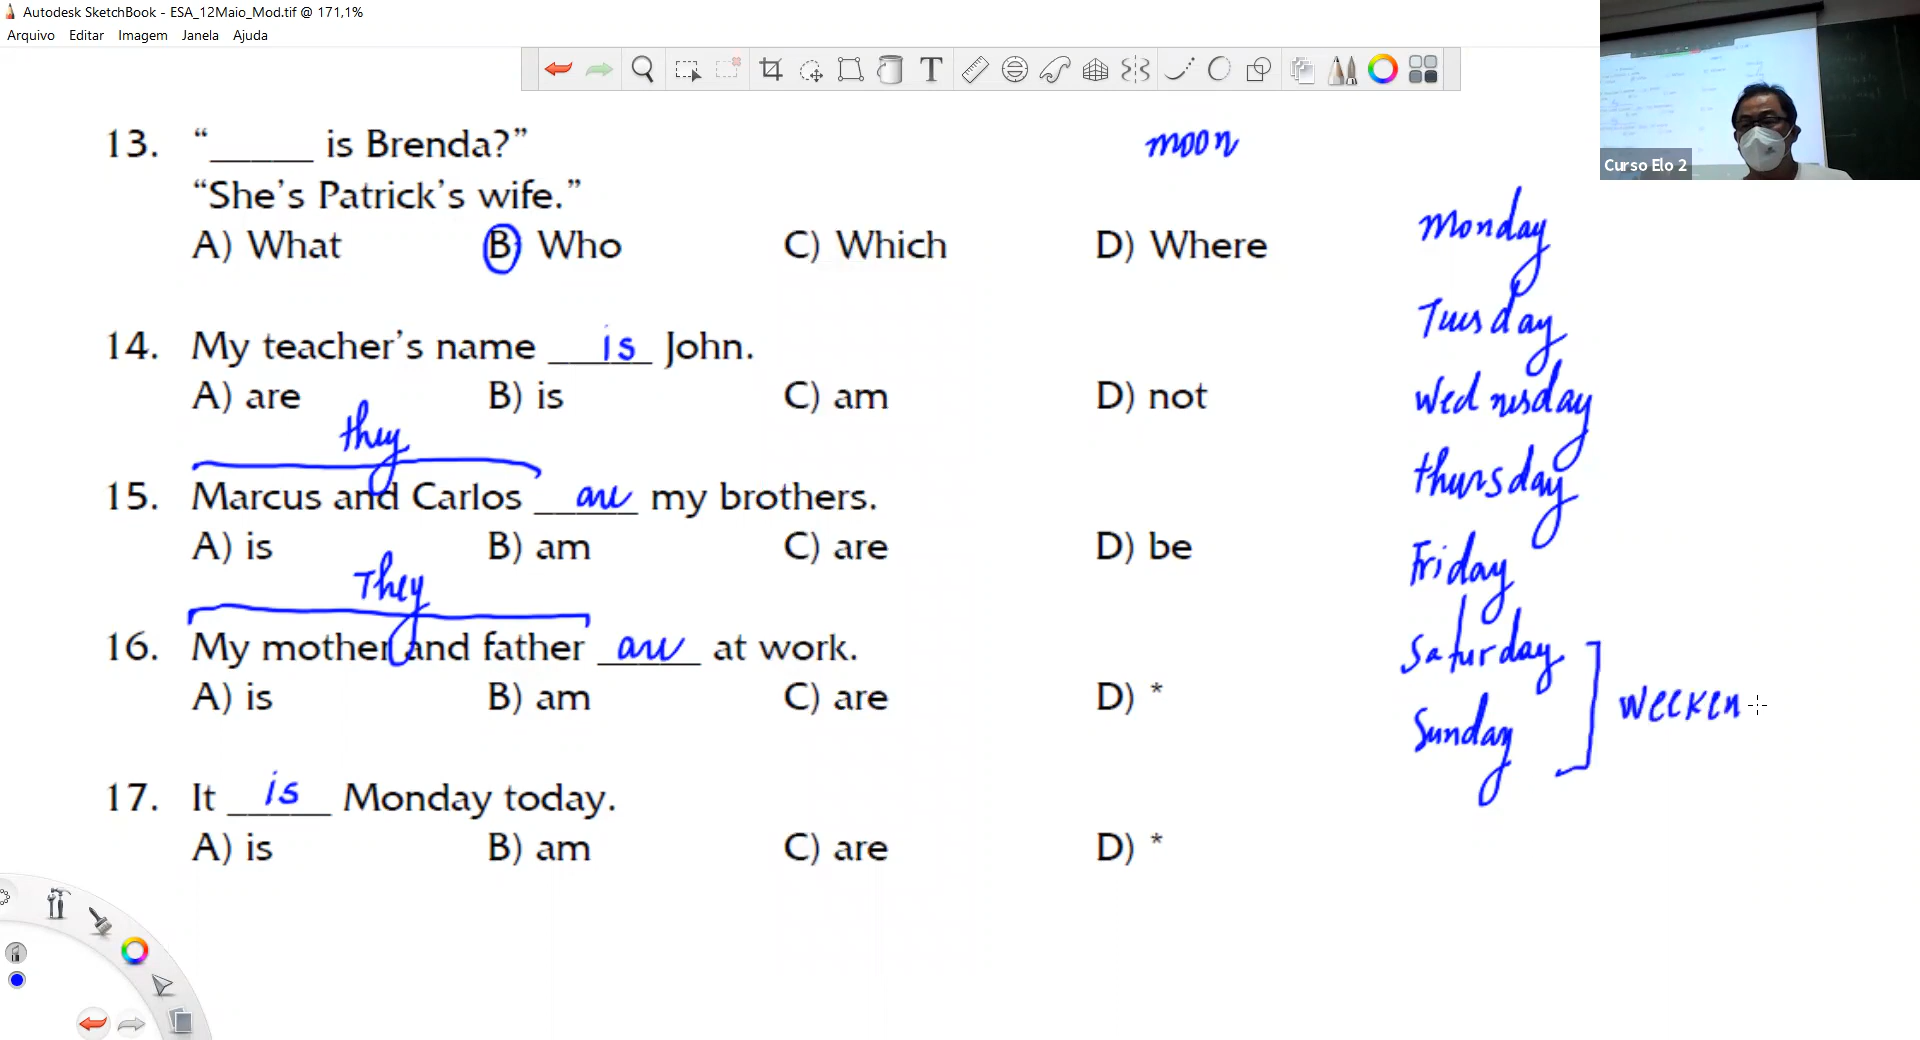 Autodesk SketchBook - ESA_12Maio_Mod.tif @ 171,1%
Arquivo Editar Imagem Janela Ajuda
Curso Elo 2
13. “_____ is Brenda?”
“She’s Patrick’s wife.”
A) What B) Who C) Which D) Where
14. My teacher’s name is John.
A) are B) is C) am D) not
they
15. Marcus and Carlos are my brothers.
A) is B) am C) are D) be
They
16. My mother and father are at work.
A) is B) am C) are D) *
17. It is Monday today.
A) is B) am C) are D) *
moon
Monday
Tuesday
Wednesday
Thursday
Friday
Saturday
Sunday
Weeken